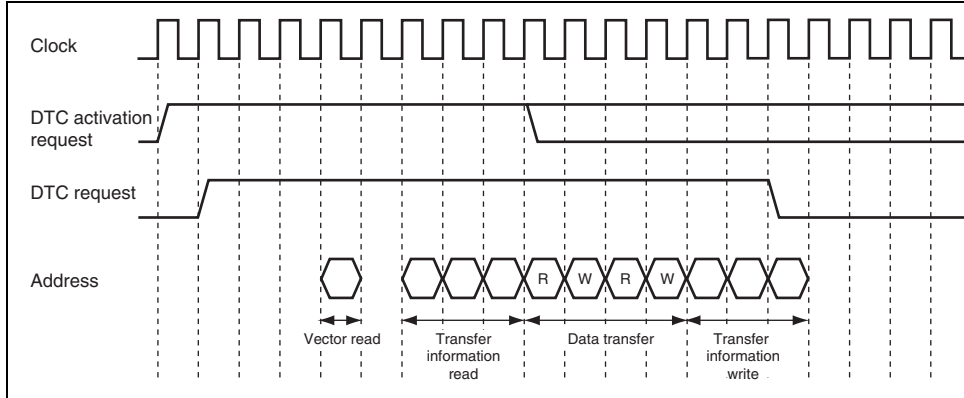 Clock
DTC activation
request
DTC request
Address
R W R W
Vector read
Transfer
information
read
Data transfer
Transfer
information
write